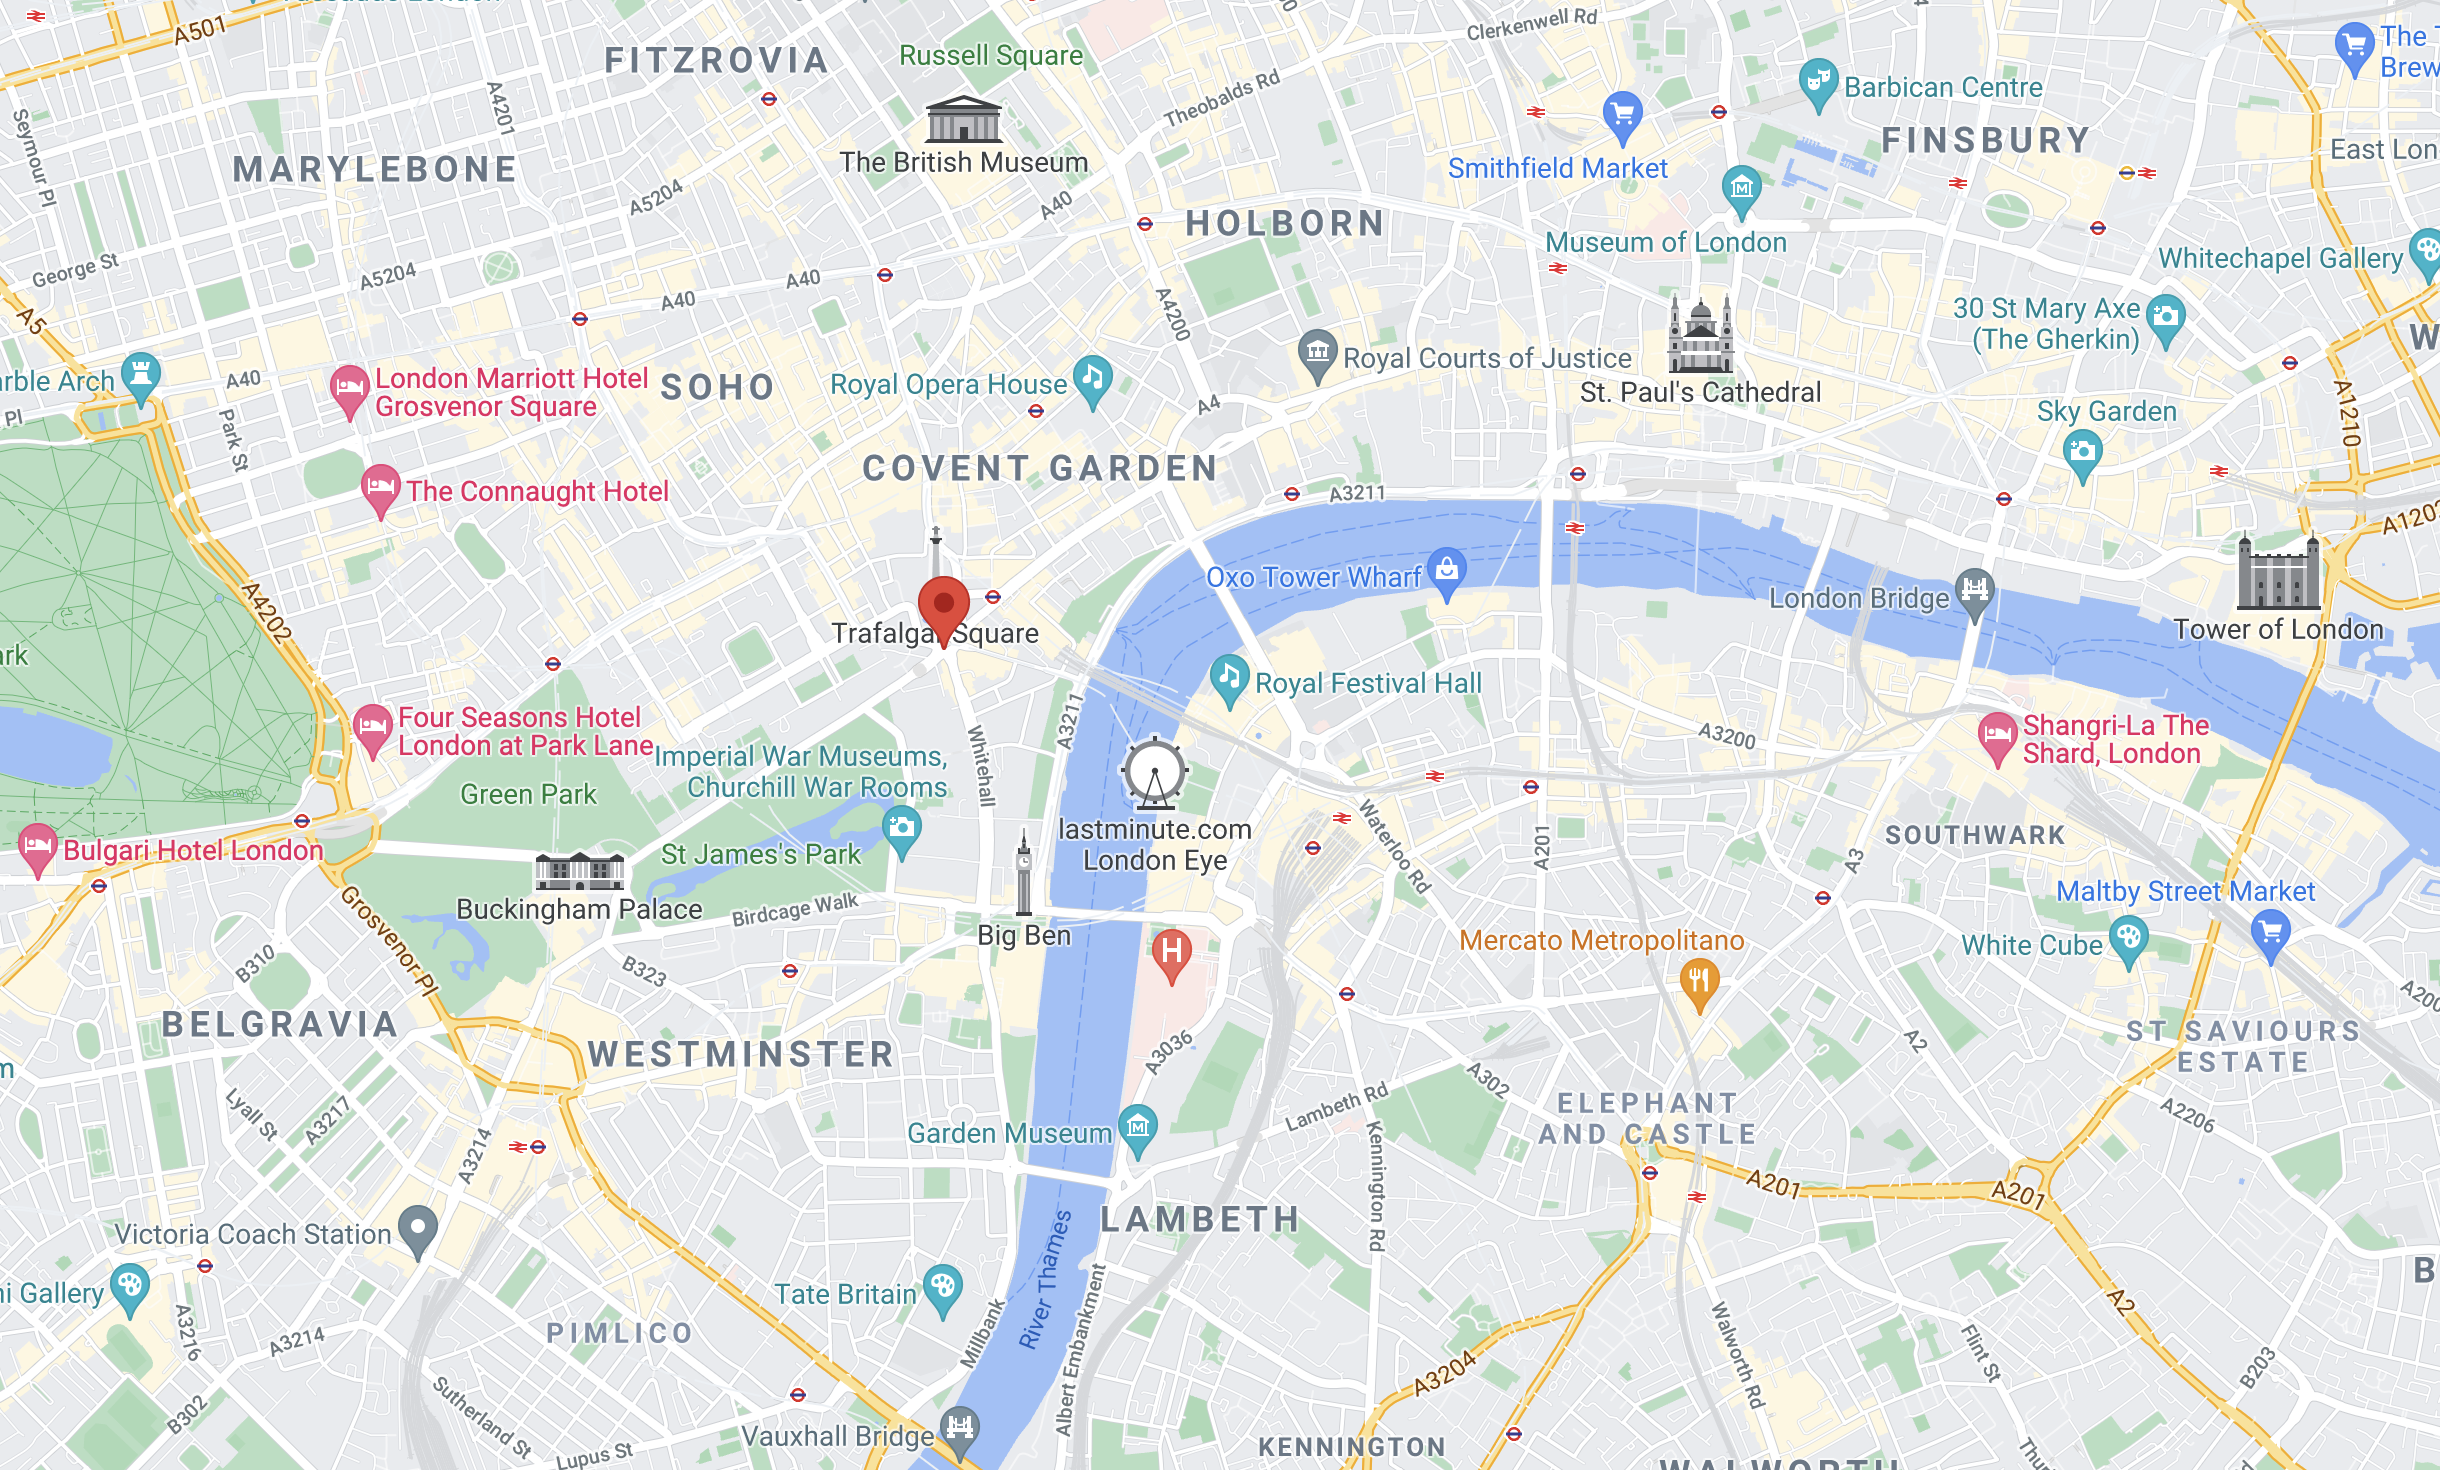 A501
FITZROVIA
Russell Square
Clerkenwell Rd
The
Brew
Barbican Centre
A4201
Theobalds Rd
Seymour Pl
MARYLEBONE
The British Museum
Smithfield Market
FINSBURY
East Lon
A5204
A40
HOLBORN
Museum of London
Whitechapel Gallery
George St
A5204
A40
A40
A4200
30 St Mary Axe
(The Gherkin)
A5
rble Arch
A40
London Marriott Hotel
Grosvenor Square
SOHO
Royal Opera House
Royal Courts of Justice
St. Paul's Cathedral
W
Pl
Park St
A4
Sky Garden
A1210
COVENT GARDEN
The Connaught Hotel
A3211
A1203
A4202
Oxo Tower Wharf
London Bridge
Trafalgar Square
Tower of London
ark
Royal Festival Hall
Four Seasons Hotel
London at Park Lane
A3211
Whitehall
A3200
Shangri-La The
Shard, London
Imperial War Museums,
Churchill War Rooms
Green Park
lastminute.com
London Eye
Waterloo Rd
A201
SOUTHWARK
A3
Bulgari Hotel London
St James's Park
Buckingham Palace
Birdcage Walk
Maltby Street Market
Grosvenor Pl
Big Ben
H
Mercato Metropolitano
White Cube
B310
B323
A200
BELGRAVIA
WESTMINSTER
A3036
A2
ST SAVIOURS
ESTATE
m
A302
Lyall St
A3217
A3214
Garden Museum
Lambeth Rd
Kennington Rd
ELEPHANT
AND CASTLE
A2206
A201
A201
Victoria Coach Station
LAMBETH
River Thames
B
i Gallery
Tate Britain
A3216
A3214
PIMLICO
Millbank
Albert Embankment
A3204
Walworth Rd
Flint St
A2
B203
B302
Sutherland St
Lupus St
Vauxhall Bridge
KENNINGTON
WALWORTH